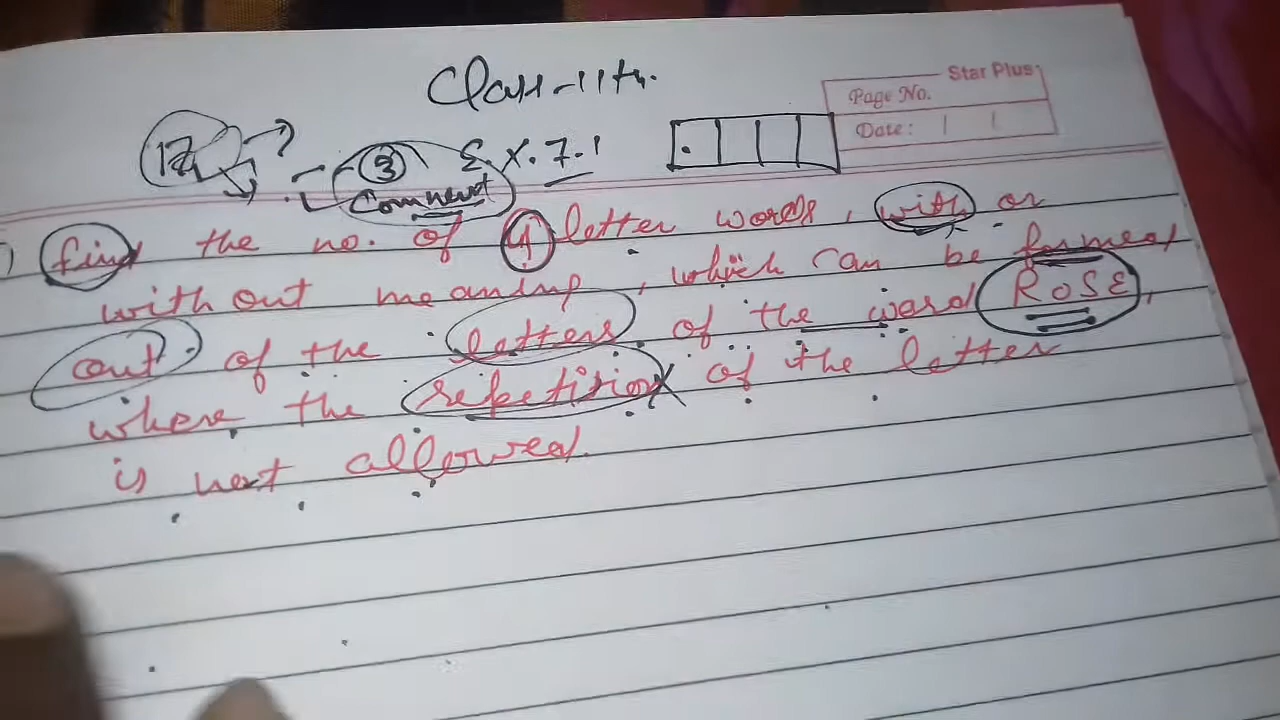 Class-11th.
Star Plus
Page No.
Date:
12 ?
3 Ex. 7.1
Comment
find the no. of 4 letter words, with or
without meaning, which can be formed
out of the letters of the word ROSE,
where the repetition of the letter
is not allowed.